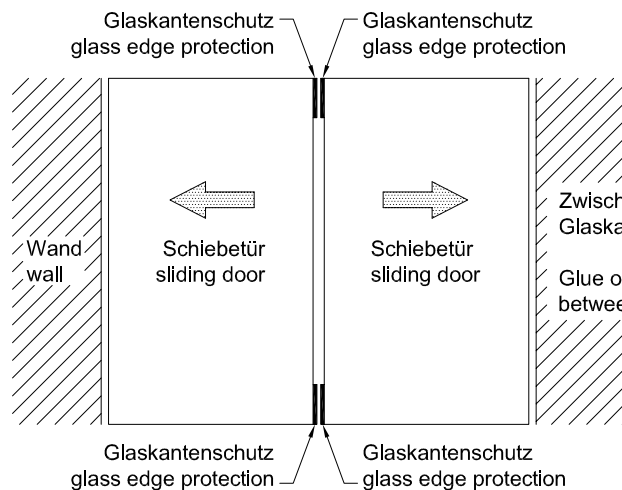 Glaskantenschutz
glass edge protection
Glaskantenschutz
glass edge protection
Wand
wall
Schiebetür
sliding door
Schiebetür
sliding door
Glue
Glaskantenschutz
glass edge protection
Glaskantenschutz
glass edge protection